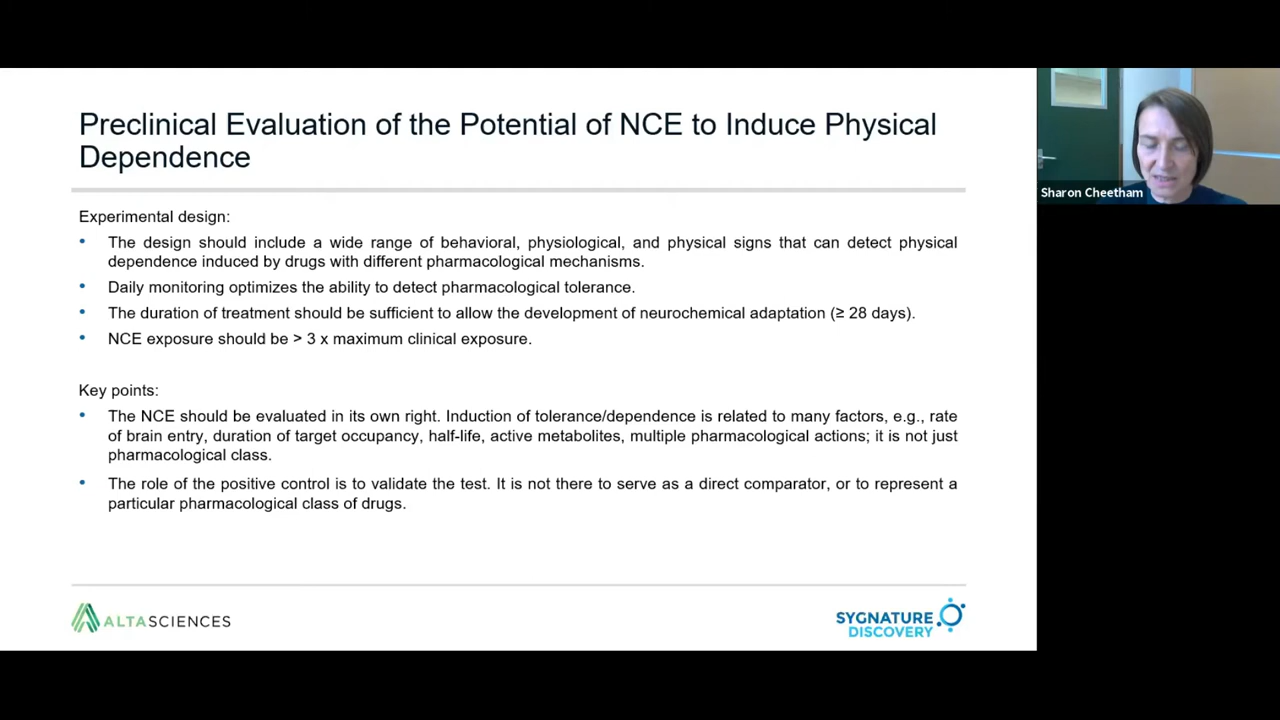 Preclinical Evaluation of the Potential of NCE to Induce Physical
Dependence
Sharon Cheetham
Experimental design:
• The design should include a wide range of behavioral, physiological, and physical signs that can detect physical
dependence induced by drugs with different pharmacological mechanisms.
• Daily monitoring optimizes the ability to detect pharmacological tolerance.
• The duration of treatment should be sufficient to allow the development of neurochemical adaptation (≥ 28 days).
• NCE exposure should be > 3 x maximum clinical exposure.
Key points:
• The NCE should be evaluated in its own right. Induction of tolerance/dependence is related to many factors, e.g., rate
of brain entry, duration of target occupancy, half-life, active metabolites, multiple pharmacological actions; it is not just
pharmacological class.
• The role of the positive control is to validate the test. It is not there to serve as a direct comparator, or to represent a
particular pharmacological class of drugs.
ALTASCIENCES
SYGNATURE
DISCOVERY